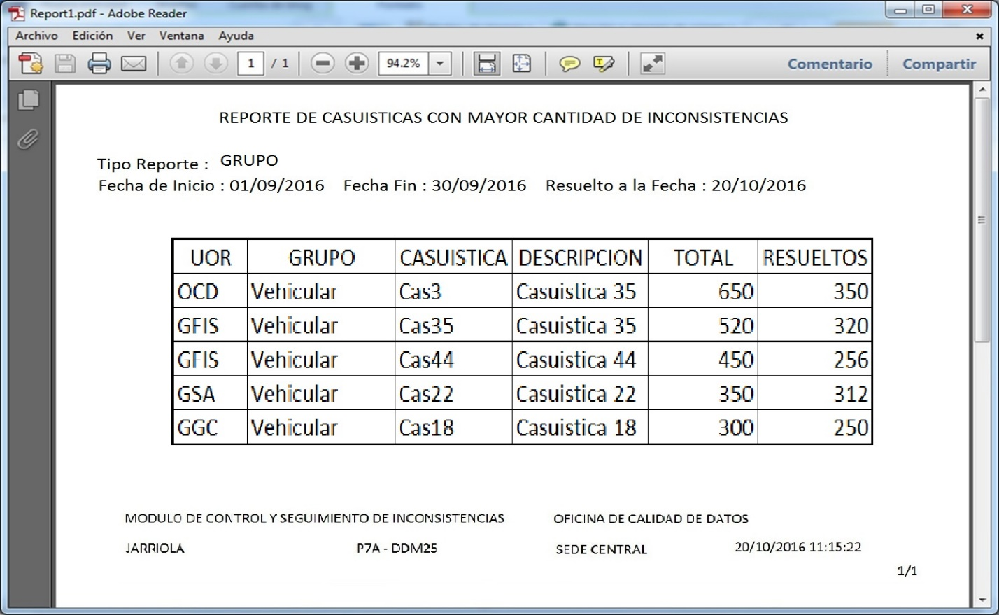 Report1.pdf - Adobe Reader
Archivo Edición Ver Ventana Ayuda
1 / 1 94.2% Comentario Compartir
REPORTE DE CASUISTICAS CON MAYOR CANTIDAD DE INCONSISTENCIAS
Tipo Reporte : GRUPO
Fecha de Inicio : 01/09/2016 Fecha Fin : 30/09/2016 Resuelto a la Fecha : 20/10/2016
UOR GRUPO CASUISTICA DESCRIPCION TOTAL RESUELTOS
OCD Vehicular Cas3 Casuistica 35 650 350
GFIS Vehicular Cas35 Casuistica 35 520 320
GFIS Vehicular Cas44 Casuistica 44 450 256
GSA Vehicular Cas22 Casuistica 22 350 312
GGC Vehicular Cas18 Casuistica 18 300 250
MODULO DE CONTROL Y SEGUIMIENTO DE INCONSISTENCIAS OFICINA DE CALIDAD DE DATOS
JARRIOLA P7A - DDM25 SEDE CENTRAL 20/10/2016 11:15:22
1/1